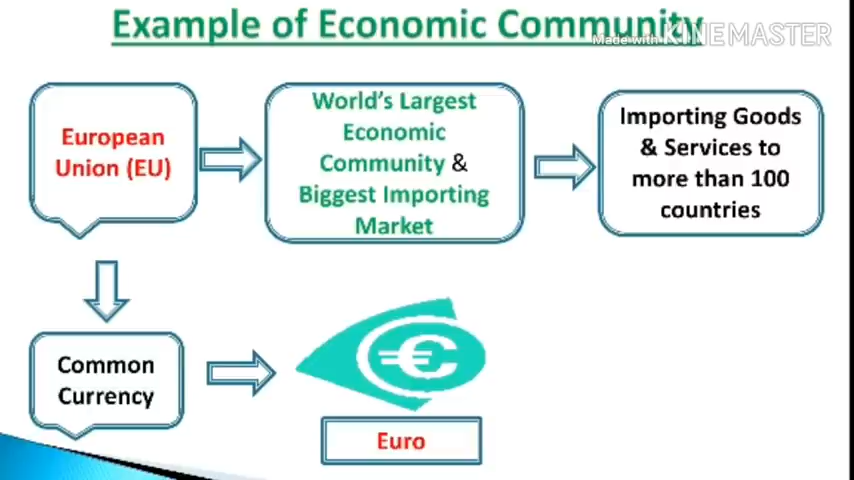 Example of Economic Community
Made with KINEMASTER
European
Union (EU)
World's Largest
Economic
Community &
Biggest Importing
Market
Importing Goods
& Services to
more than 100
countries
Common
Currency
€
Euro